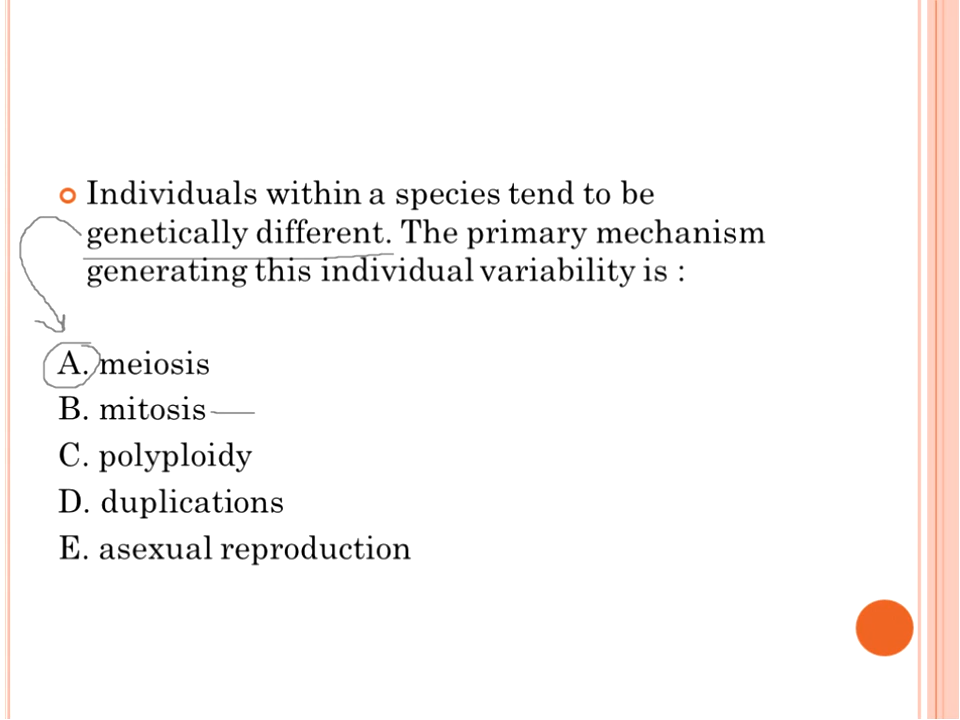 Individuals within a species tend to be
genetically different. The primary mechanism
generating this individual variability is :
A. meiosis
B. mitosis
C. polyploidy
D. duplications
E. asexual reproduction